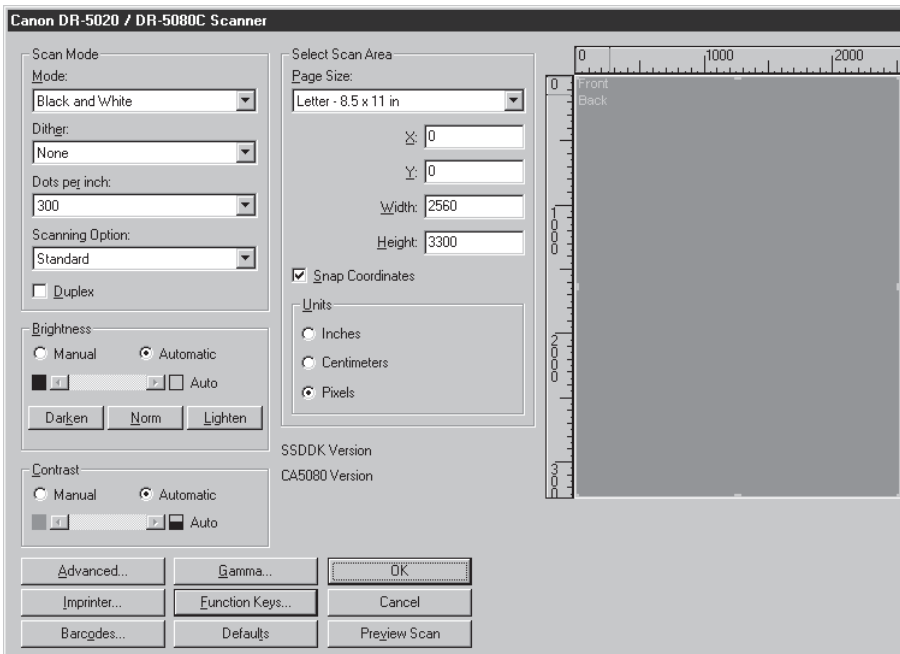 Canon DR-5020 / DR-5080C Scanner
Scan Mode
Mode:
Black and White
Dither:
None
Dots per inch:
300
Scanning Option:
Standard
Duplex
Brightness
Manual
Automatic
Auto
Darken
Norm
Lighten
Contrast
Manual
Automatic
Auto
Select Scan Area
Page Size:
Letter - 8.5 x 11 in
X: 0
Y: 0
Width: 2560
Height: 3300
Snap Coordinates
Units
Inches
Centimeters
Pixels
SSDDK Version
CA5080 Version
0 1000 2000
0
1000
2000
300
Front
Back
Advanced...
Gamma...
OK
Imprinter...
Function Keys...
Cancel
Barcodes...
Defaults
Preview Scan